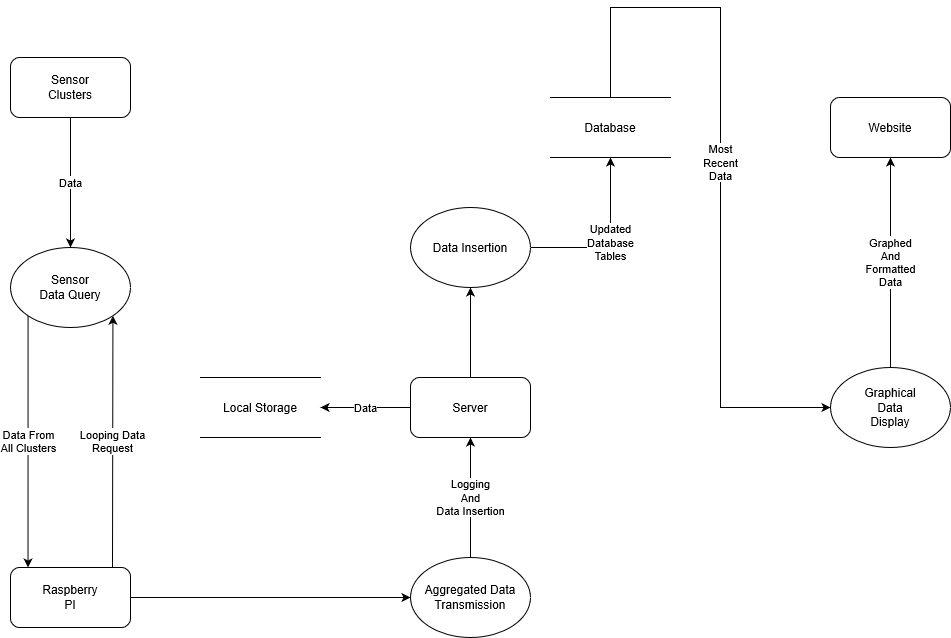 Sensor
Clusters
Data
Sensor
Data Query
Data From
All Clusters
Looping Data
Request
Raspberry
PI
Local Storage
Data
Server
Logging
And
Data Insertion
Aggregated Data
Transmission
Data Insertion
Updated
Database
Tables
Database
Most
Recent
Data
Website
Graphed
And
Formatted
Data
Graphical
Data
Display